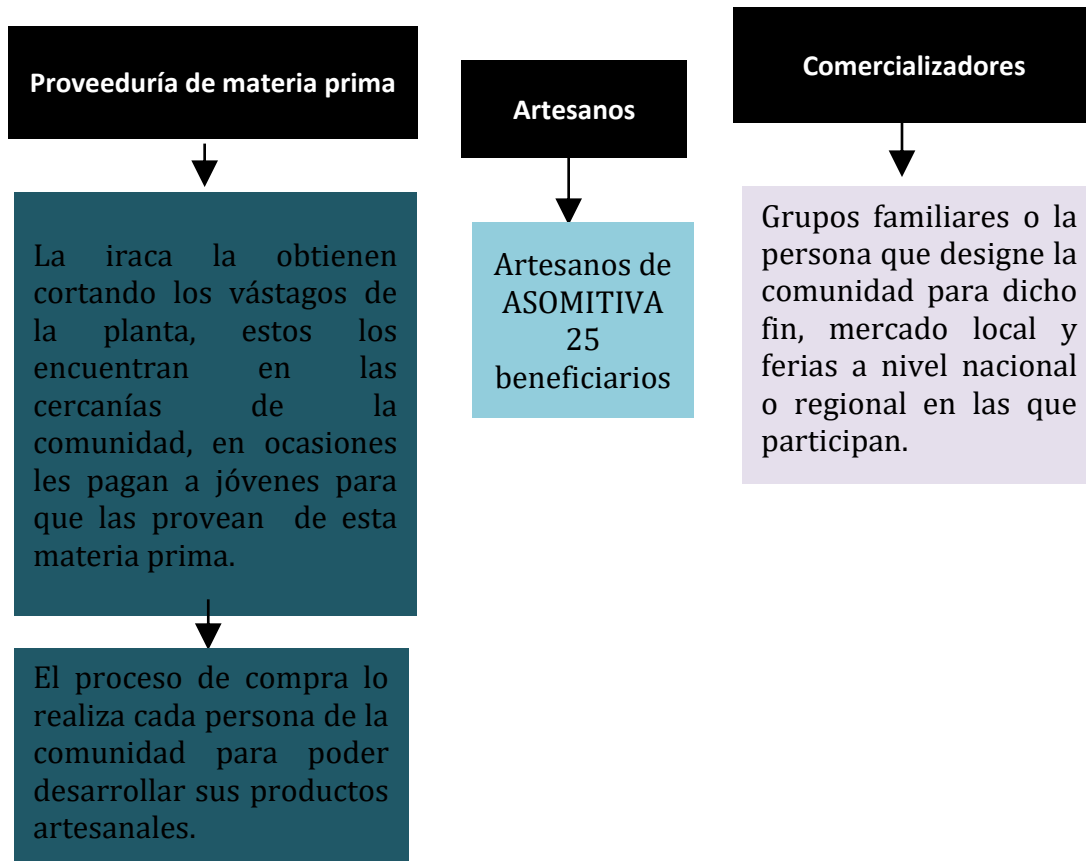 Proveeduría de materia prima
La iraca la obtienen
cortando los vástagos de
la planta, estos los
encuentran en las
cercanías de la
comunidad, en ocasiones
les pagan a jóvenes para
que las provean de esta
materia prima.
El proceso de compra lo
realiza cada persona de la
comunidad para poder
desarrollar sus productos
artesanales.
Artesanos
Artesanos de
ASOMITIVA
25
beneficiarios
Comercializadores
Grupos familiares o la
persona que designe la
comunidad para dicho
fin, mercado local y
ferias a nivel nacional
o regional en las que
participan.